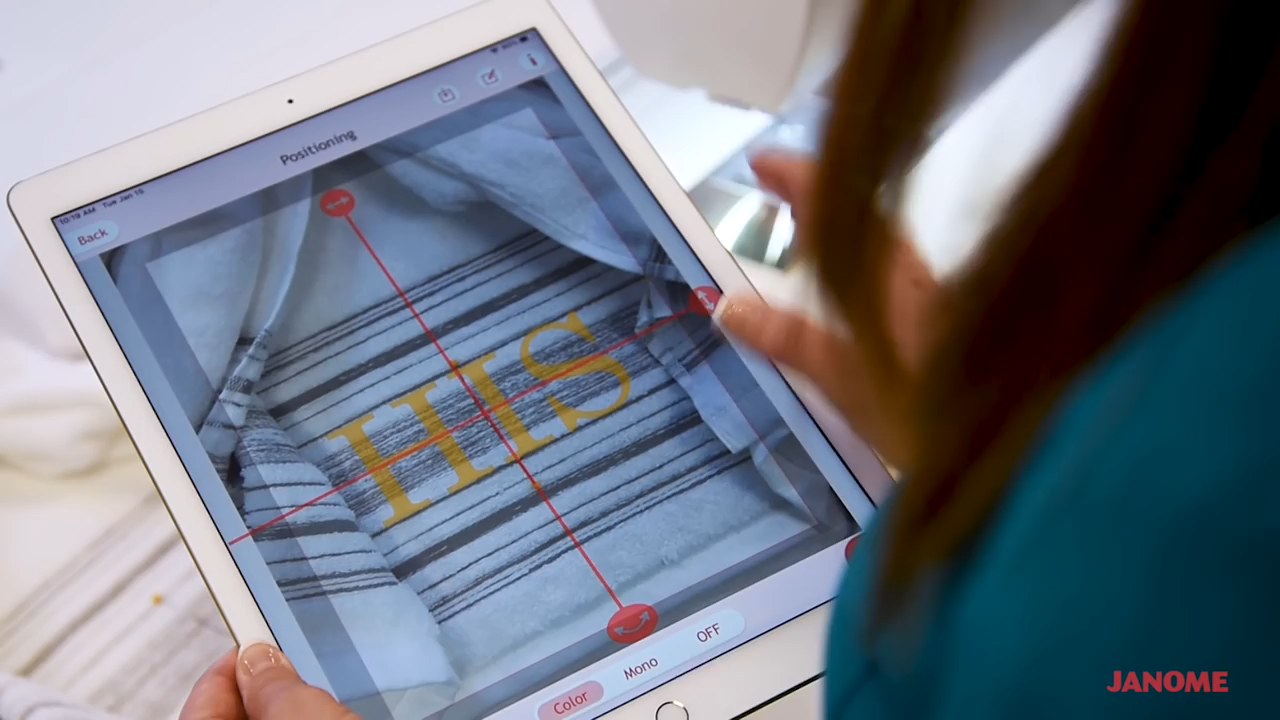 10:19 AM Tue Jan 15
Positioning
Back
HIS
Color Mono OFF
JANOME